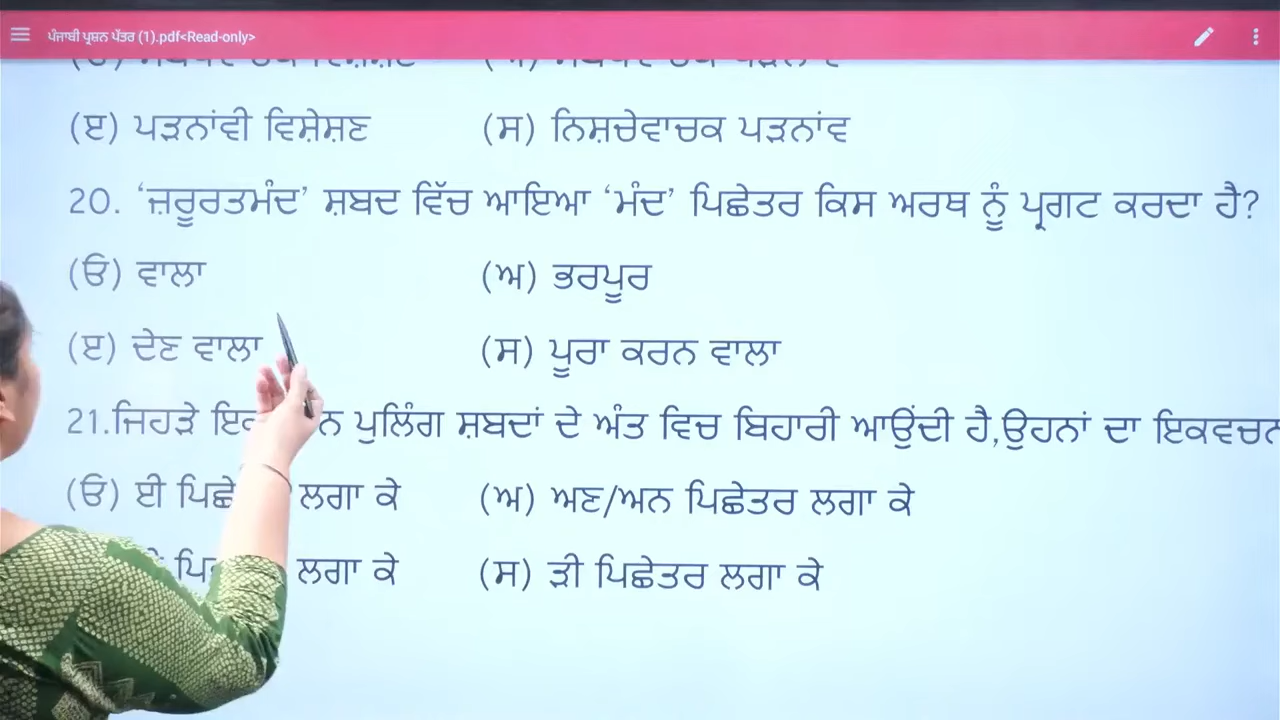 ਪੰਜਾਬੀ ਪ੍ਰਸ਼ਨ ਪੱਤਰ (1).pdf<Read-only>
(ੲ) ਪੜਨਾਂਵੀ ਵਿਸ਼ੇਸ਼ਣ (ਸ) ਨਿਸ਼ਚੇਵਾਚਕ ਪੜਨਾਂਵ
20. ‘ਜ਼ਰੂਰਤਮੰਦ’ ਸ਼ਬਦ ਵਿੱਚ ਆਇਆ ‘ਮੰਦ’ ਪਿਛੇਤਰ ਕਿਸ ਅਰਥ ਨੂੰ ਪ੍ਰਗਟ ਕਰਦਾ ਹੈ?
(ਓ) ਵਾਲਾ (ਅ) ਭਰਪੂਰ
(ੲ) ਦੇਣ ਵਾਲਾ (ਸ) ਪੂਰਾ ਕਰਨ ਵਾਲਾ
21.ਜਿਹੜੇ ਪੁਲਿੰਗ ਸ਼ਬਦਾਂ ਦੇ ਅੰਤ ਵਿਚ ਬਿਹਾਰੀ ਆਉਂਦੀ ਹੈ,ਉਹਨਾਂ ਦਾ ਇਕਵਚਨ
(ਓ) ਈ ਲਗਾ ਕੇ (ਅ) ਅਣ/ਅਨ ਪਿਛੇਤਰ ਲਗਾ ਕੇ
ਲਗਾ ਕੇ (ਸ) ੜੀ ਪਿਛੇਤਰ ਲਗਾ ਕੇ